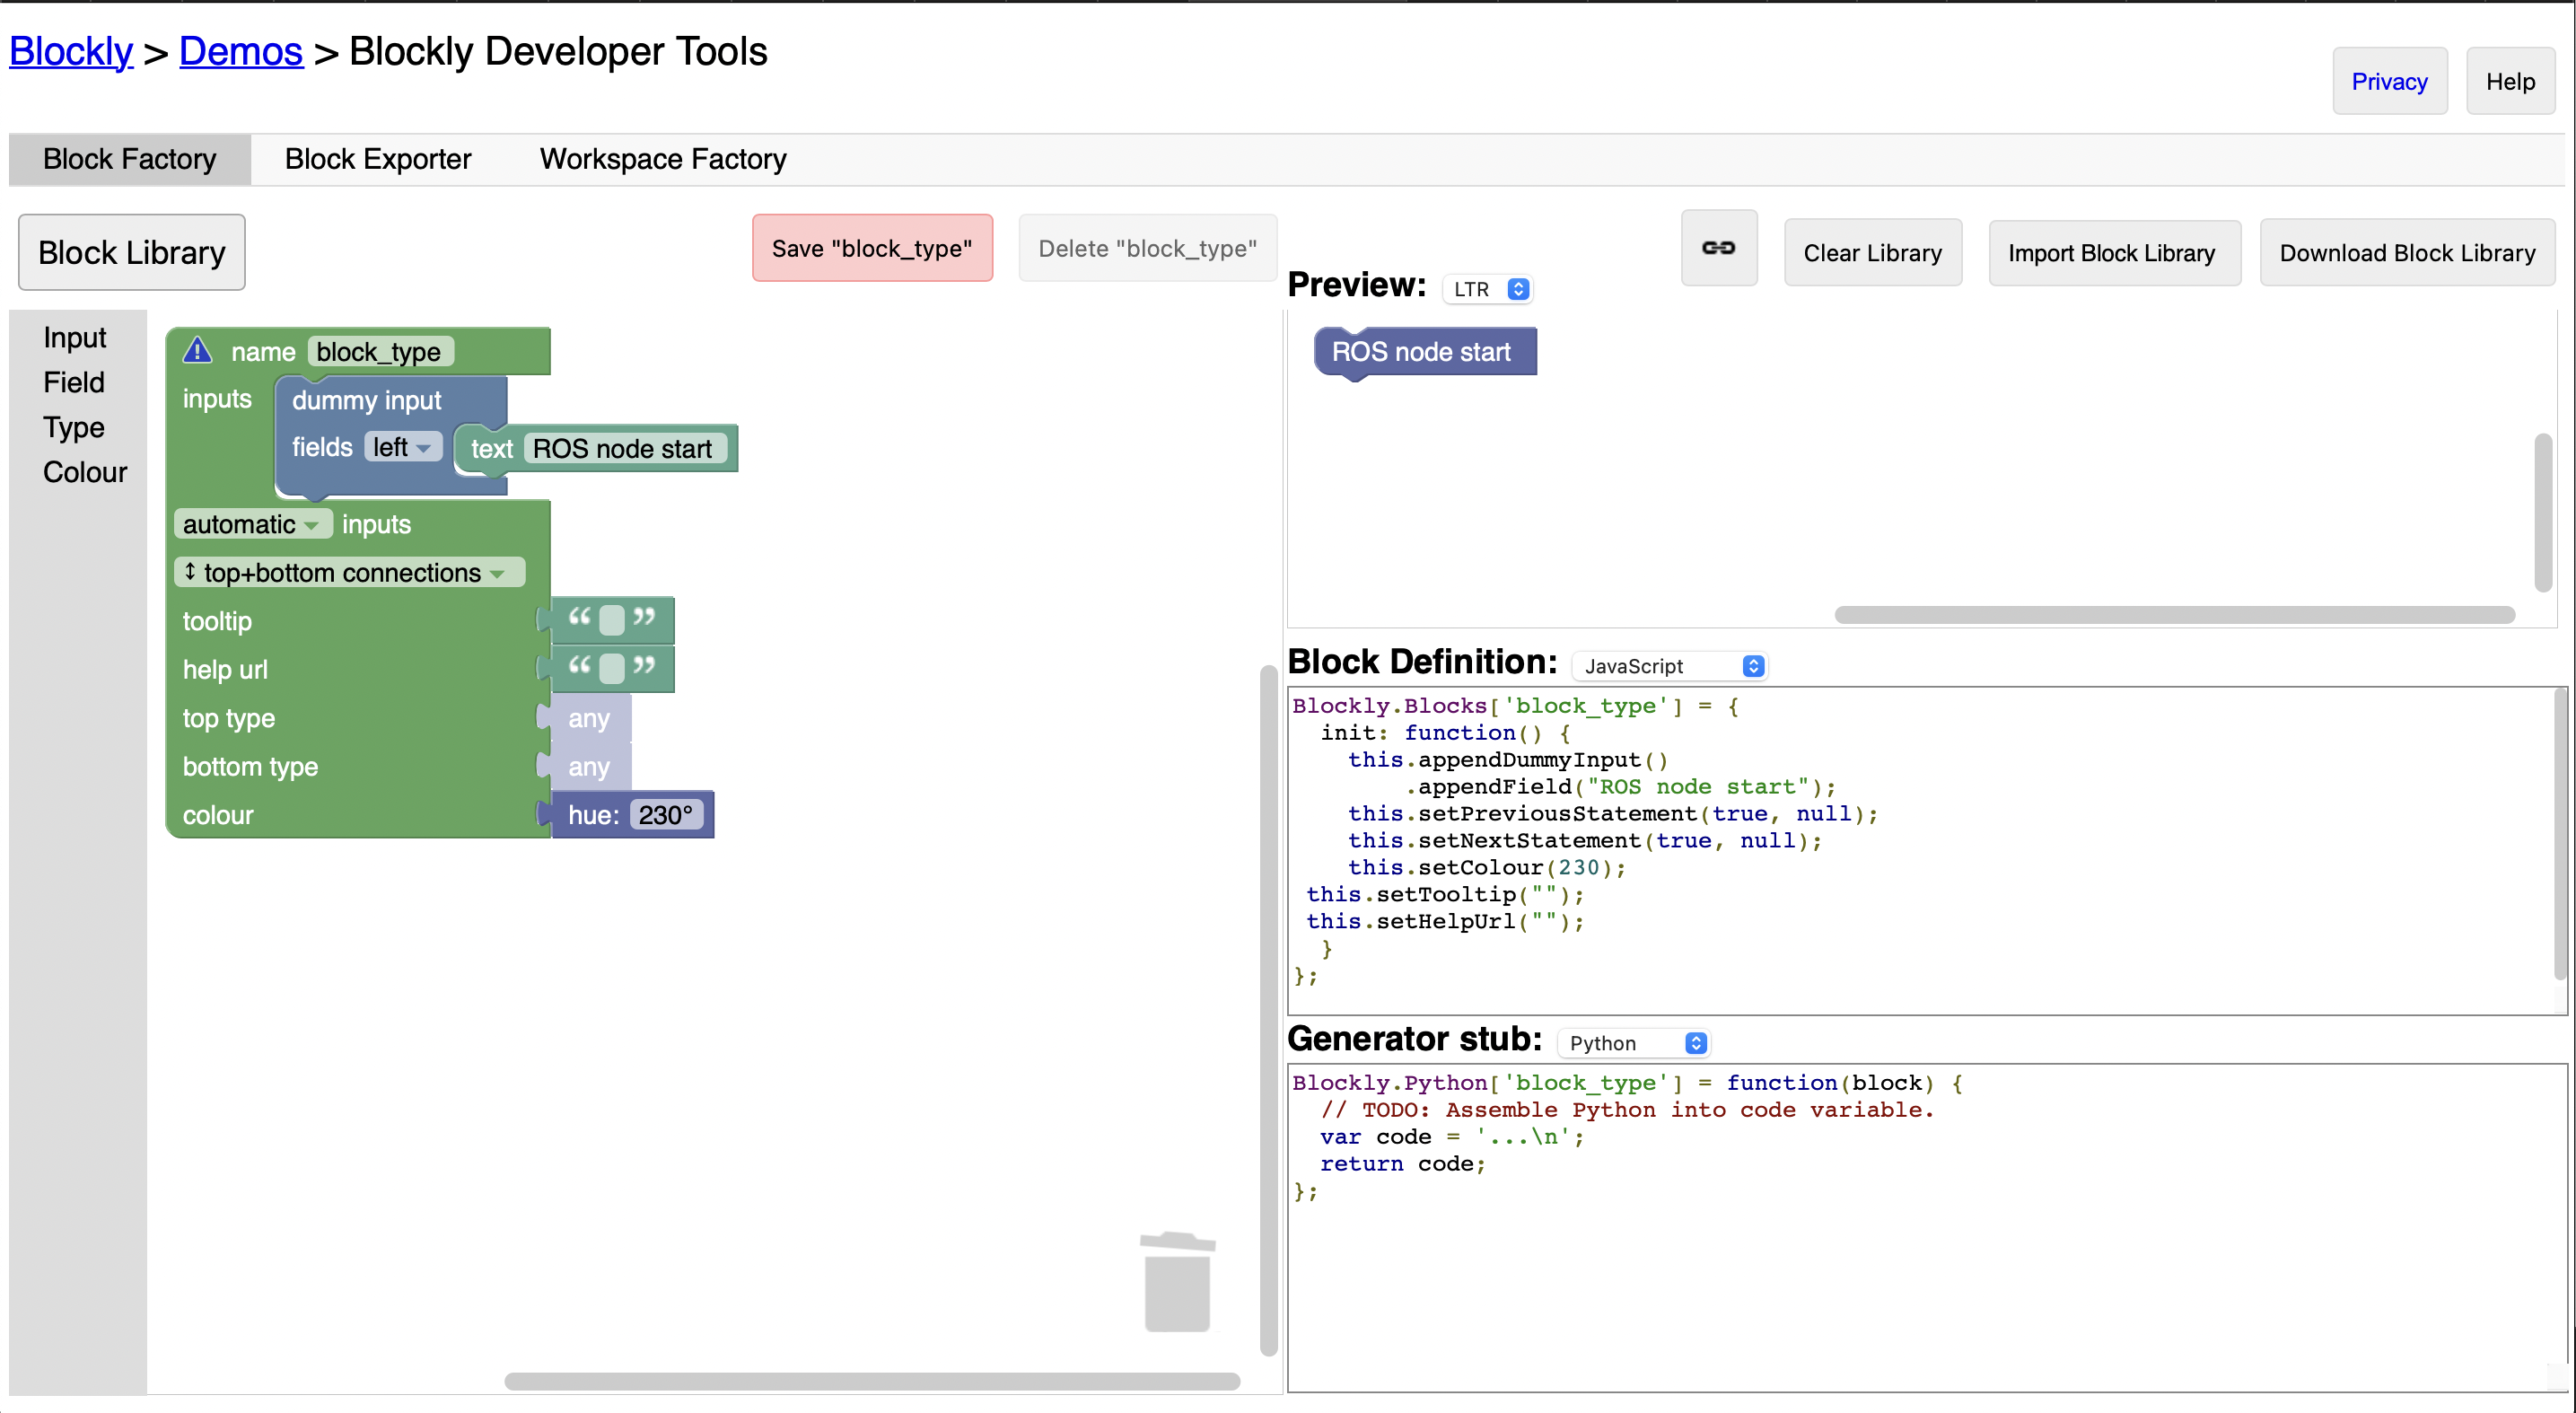 Blockly > Demos > Blockly Developer Tools
Privacy
Help
Block Factory
Block Exporter
Workspace Factory
Block Library
Save "block_type"
Delete "block_type"
Clear Library
Import Block Library
Download Block Library
Input
Field
Type
Colour
name block_type
inputs
dummy input
fields left
text ROS node start
automatic inputs
↕ top+bottom connections
tooltip “ ”
help url “ ”
top type any
bottom type any
colour hue: 230°
Preview: LTR
ROS node start
Block Definition: JavaScript
Blockly.Blocks['block_type'] = {
  init: function() {
    this.appendDummyInput()
        .appendField("ROS node start");
    this.setPreviousStatement(true, null);
    this.setNextStatement(true, null);
    this.setColour(230);
 this.setTooltip("");
 this.setHelpUrl("");
  }
};
Generator stub: Python
Blockly.Python['block_type'] = function(block) {
  // TODO: Assemble Python into code variable.
  var code = '...\n';
  return code;
};